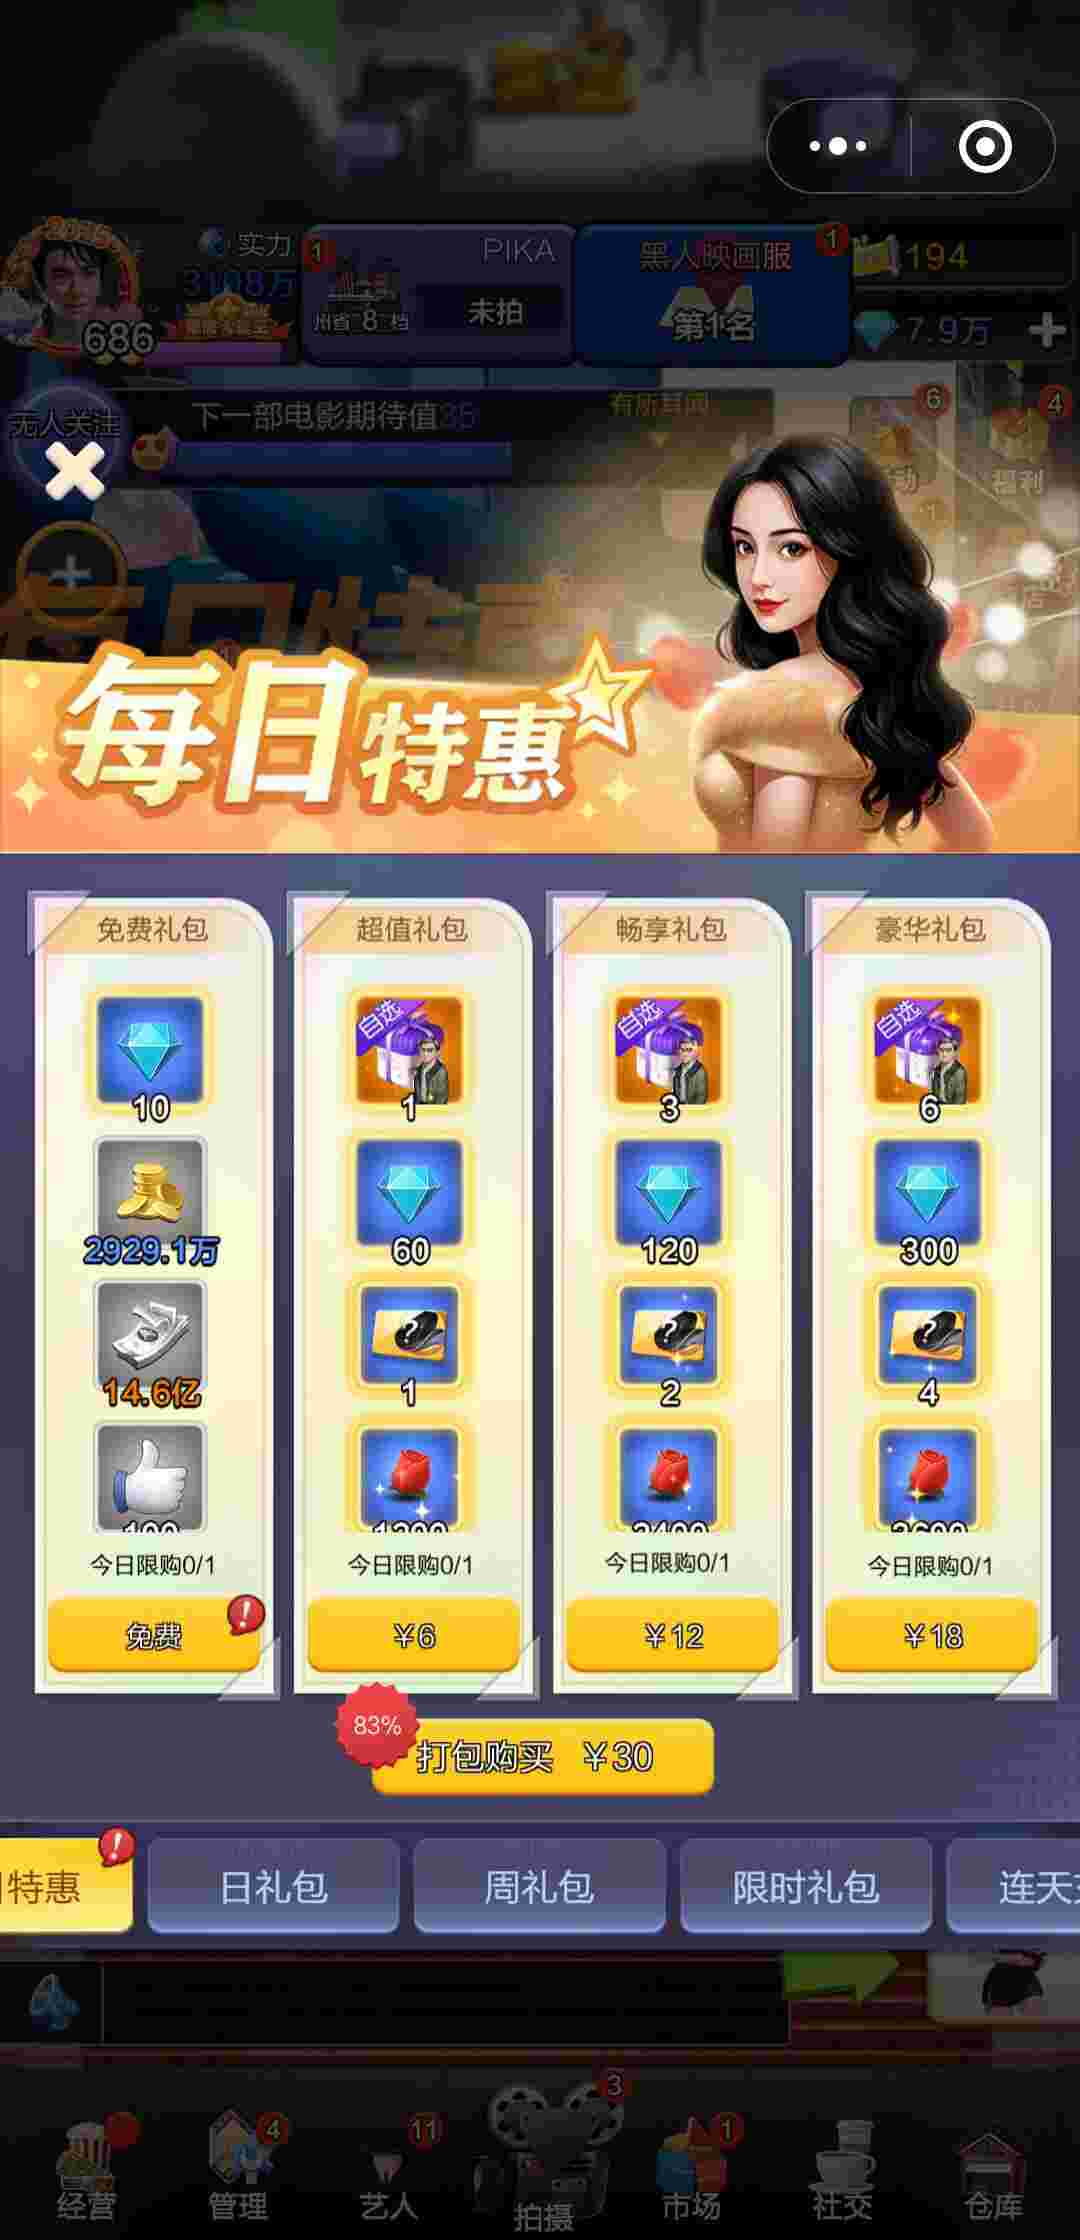 实力
PIKA
黑人映画服
1
1
194
3108万
686
州省 8 档
未拍
第1名
7.9万
无人关注
下一部电影期待值35
有所耳闻
6
4
福利
每日特惠
免费礼包
超值礼包
畅享礼包
豪华礼包
自选
自选
自选
10
1
3
6
2929.1万
60
120
300
14.6亿
?
?
?
1
2
4
今日限购0/1
今日限购0/1
今日限购0/1
今日限购0/1
免费
¥6
¥12
¥18
83%
打包购买 ¥30
特惠
日礼包
周礼包
限时礼包
连天
4
11
3
1
经营
管理
艺人
拍摄
市场
社交
仓库